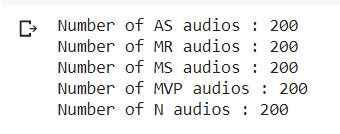 Number of AS audios : 200
Number of MR audios : 200
Number of MS audios : 200
Number of MVP audios : 200
Number of N audios : 200